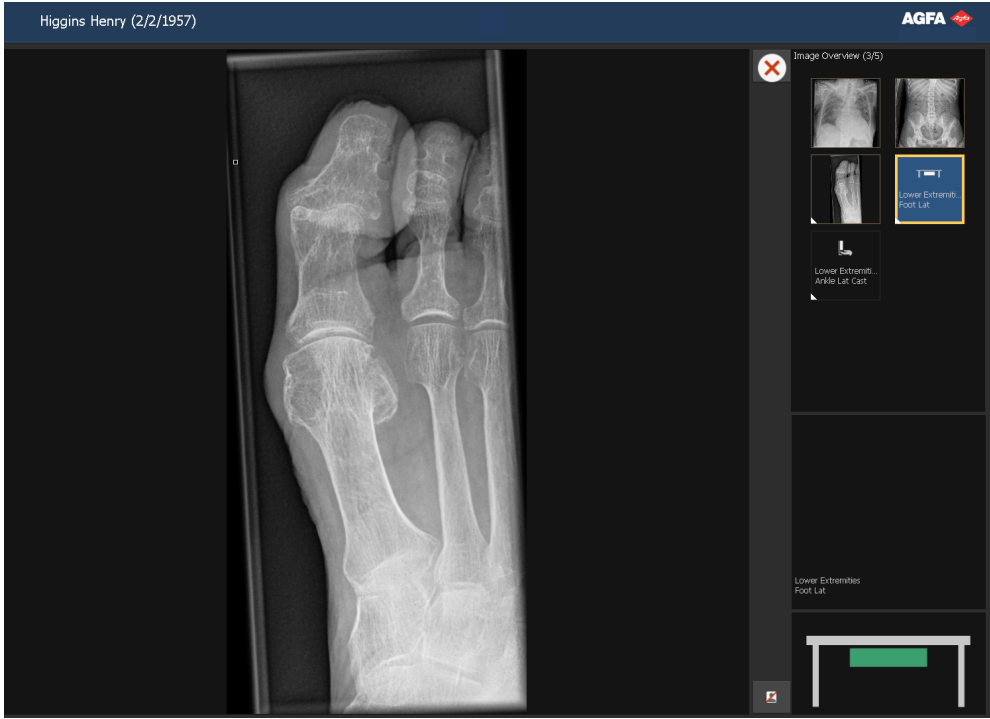 Higgins Henry (2/2/1957)
AGFA
Agfa
Image Overview (3/5)
Lower Extremiti...
Foot Lat
Lower Extremiti...
Ankle Lat Cast
Lower Extremities
Foot Lat